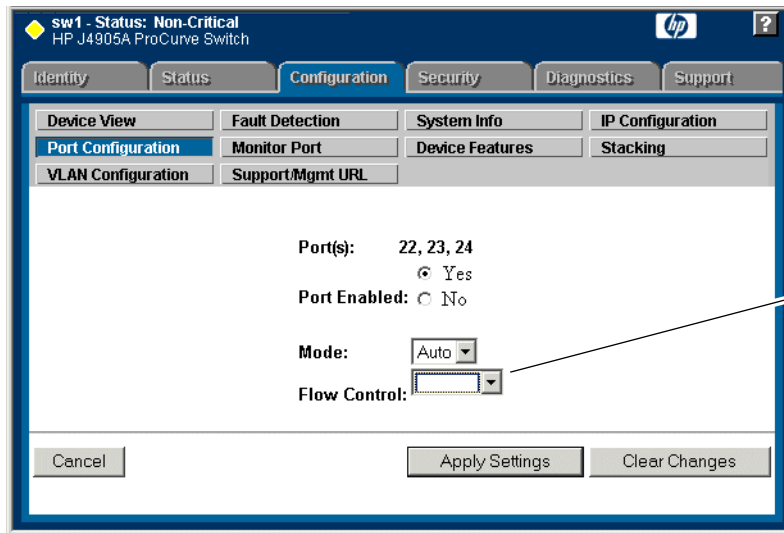 sw1 - Status: Non-Critical
HP J4905A ProCurve Switch
hp
?
Identity Status Configuration Security Diagnostics Support
Device View Fault Detection System Info IP Configuration
Port Configuration Monitor Port Device Features Stacking
VLAN Configuration Support/Mgmt URL
Port(s): 22, 23, 24
Yes
Port Enabled: No
Mode: Auto
Flow Control:
Cancel Apply Settings Clear Changes